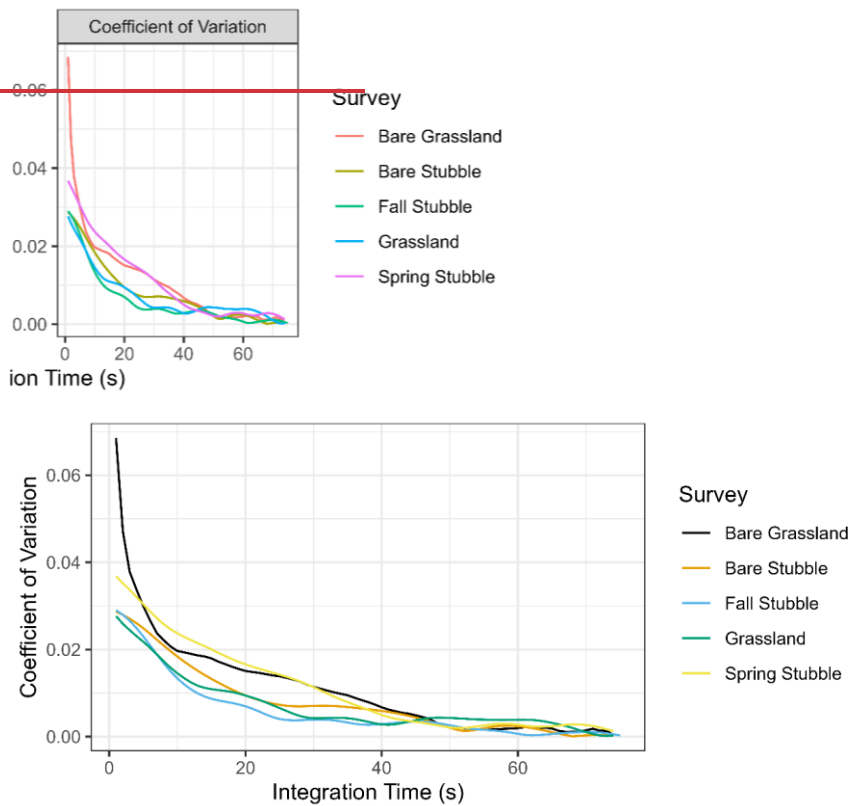 Coefficient of Variation
0.06
0.04
0.02
0.00
0 20 40 60
ion Time (s)
Survey
Bare Grassland
Bare Stubble
Fall Stubble
Grassland
Spring Stubble
Coefficient of Variation
0.06
0.04
0.02
0.00
0 20 40 60
Integration Time (s)
Survey
Bare Grassland
Bare Stubble
Fall Stubble
Grassland
Spring Stubble